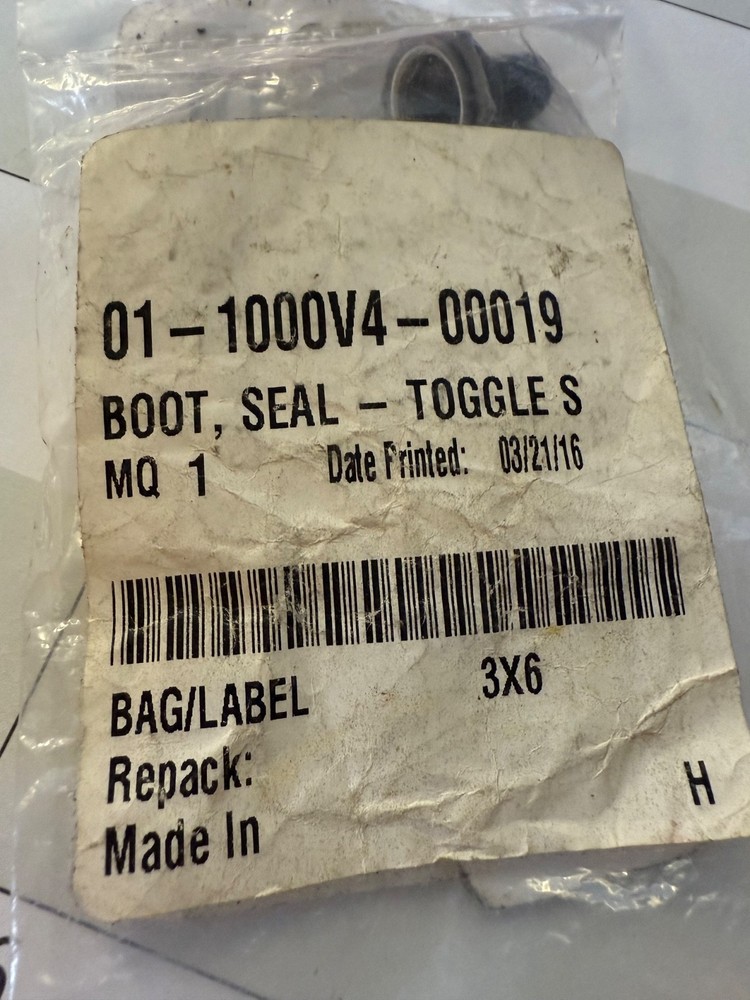 01-1000V4-00019
BOOT, SEAL - TOGGLE S
MQ 1 Date Printed: 03/21/16
BAG/LABEL 3X6
Repack:
H
Made In